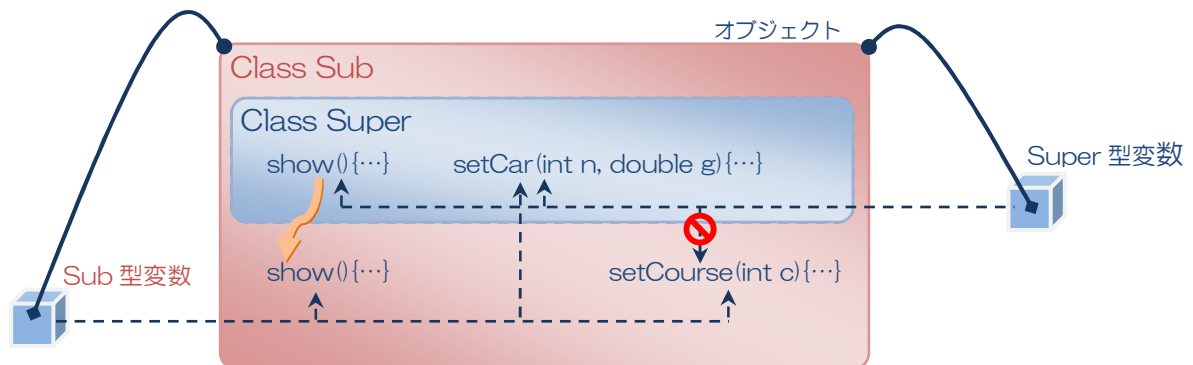 オブジェクト
Class Sub
Class Super
show(){…} setCar(int n, double g){…}
Super 型変数
Sub 型変数
show(){…} setCourse(int c){…}